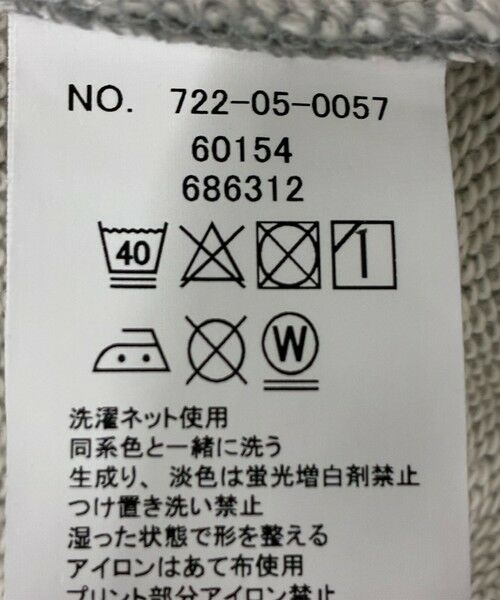 NO. 722-05-0057
60154
686312
40
W
洗濯ネット使用
同系色と一緒に洗う
生成り、淡色は蛍光増白剤禁止
つけ置き洗い禁止
湿った状態で形を整える
アイロンはあて布使用
プリント部分アイロン禁止